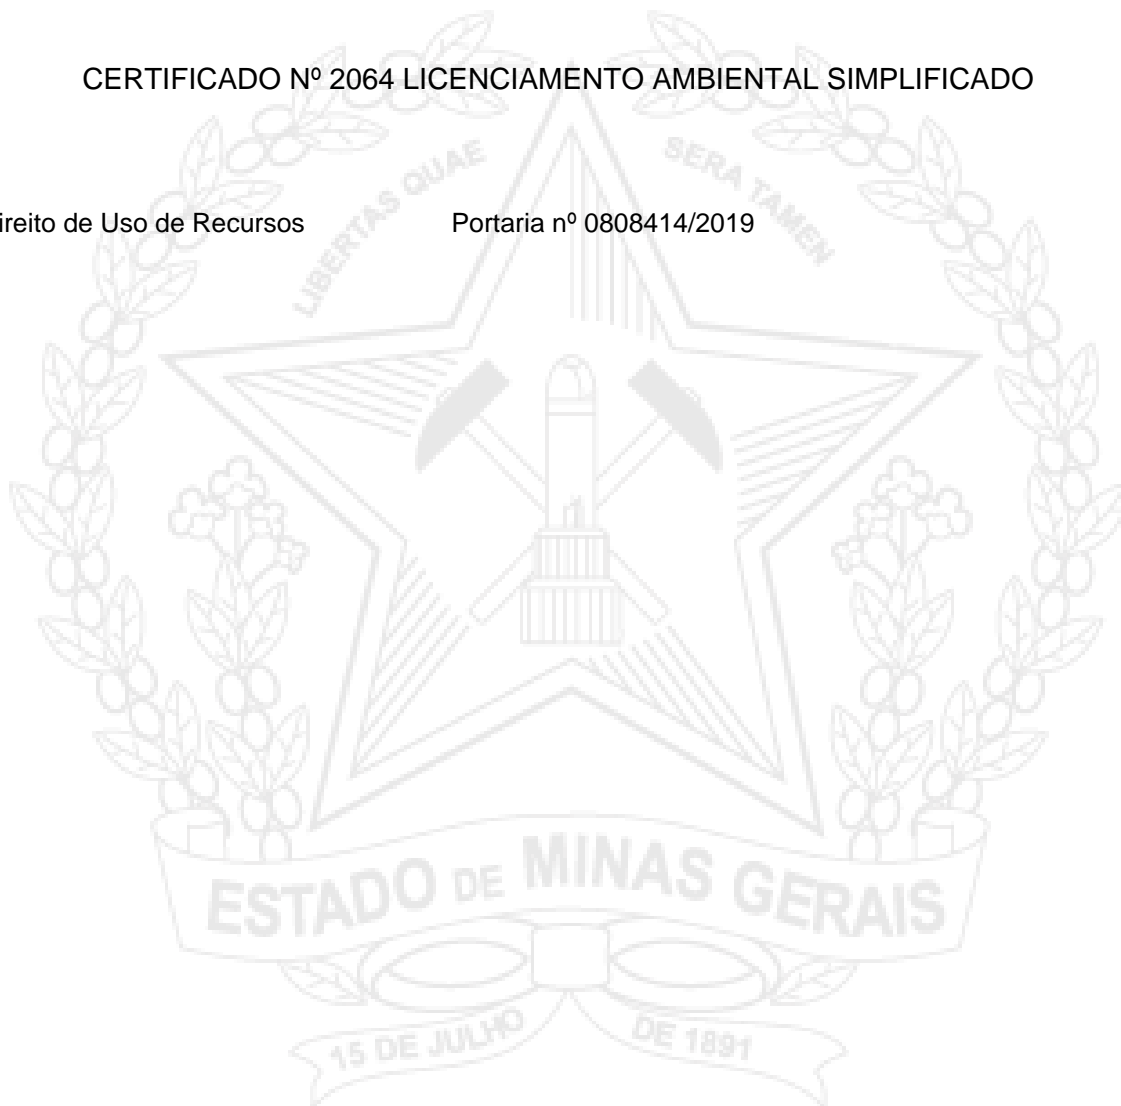 CERTIFICADO Nº 2064 LICENCIAMENTO AMBIENTAL SIMPLIFICADO
LIBERTAS QUAE SERA TAMEN
ireito de Uso de Recursos Portaria nº 0808414/2019
ESTADO DE MINAS GERAIS
15 DE JULHO DE 1891